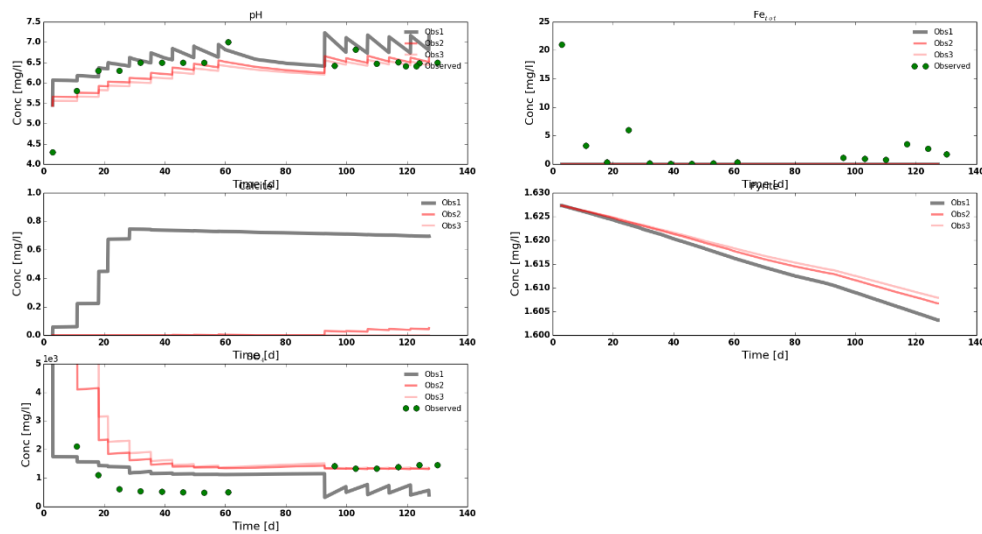 pH
Conc [mg/l]
7.5
7.0
6.5
6.0
5.5
5.0
4.5
4.0
0 20 40 60 80 100 120 140
Time [d]
Obs1
Obs2
Obs3
Observed
Fe_tot
Conc [mg/l]
25
20
15
10
5
0
0 20 40 60 80 100 120 140
Time [d]
Obs1
Obs2
Obs3
Observed
Calcite
Conc [mg/l]
1.0
0.8
0.6
0.4
0.2
0.0
0 20 40 60 80 100 120 140
Time [d]
Obs1
Obs2
Obs3
Pyrite
Conc [mg/l]
1.630
1.625
1.620
1.615
1.610
1.605
1.600
0 20 40 60 80 100 120 140
Time [d]
Obs1
Obs2
Obs3
1e3
Conc [mg/l]
5
4
3
2
1
0
0 20 40 60 80 100 120 140
Time [d]
Obs1
Obs2
Obs3
Observed